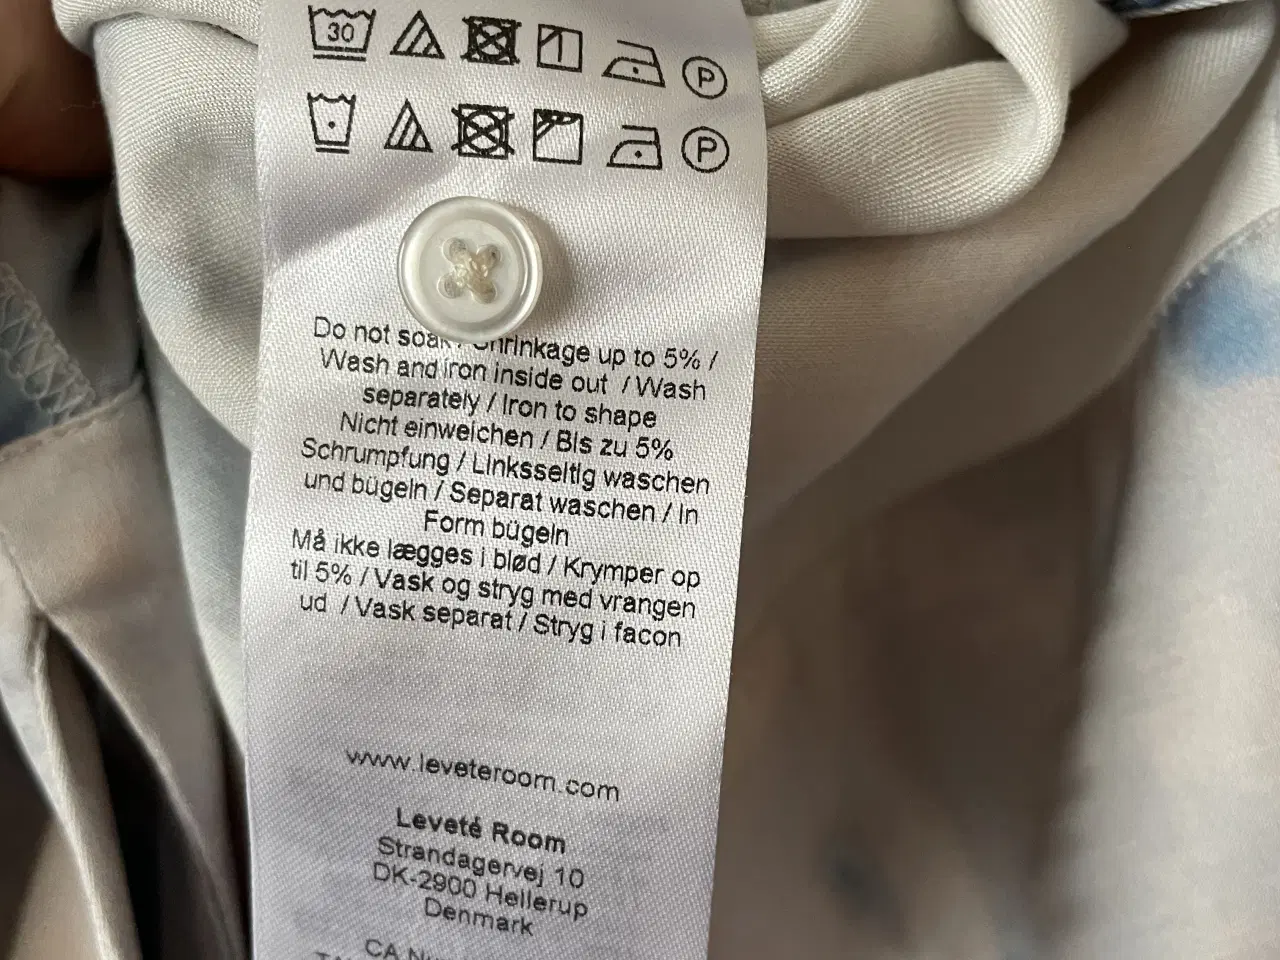 30 P
P
Do not soak / Shrinkage up to 5% /
Wash and iron inside out / Wash
separately / Iron to shape
Nicht einweichen / Bis zu 5%
Schrumpfung / Linksseitig waschen
und bügeln / Separat waschen / In
Form bügeln
Må ikke lægges i blød / Krymper op
til 5% / Vask og stryg med vrangen
ud / Vask separat / Stryg i facon
www.leveteroom.com
Leveté Room
Strandagervej 10
DK-2900 Hellerup
Denmark
CA